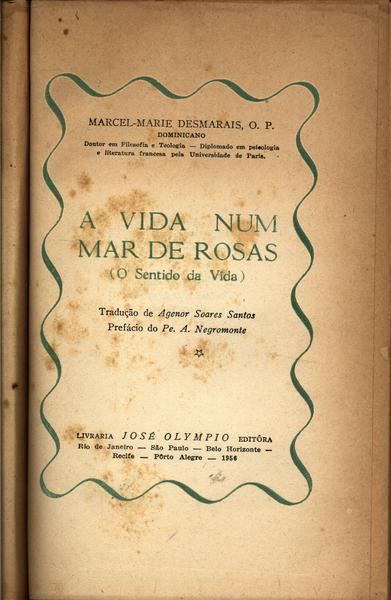 MARCEL-MARIE DESMARAIS, O. P.
DOMINICANO
Doutor em Filosofia e Teologia — Diplomado em psicologia
e literatura francesa pela Universidade de Paris.
A VIDA NUM
MAR DE ROSAS
(O Sentido da Vida)
Tradução de Agenor Soares Santos
Prefácio do Pe. A. Negromonte
LIVRARIA JOSÉ OLYMPIO EDITÔRA
Rio de Janeiro — São Paulo — Belo Horizonte —
Recife — Pôrto Alegre — 1956